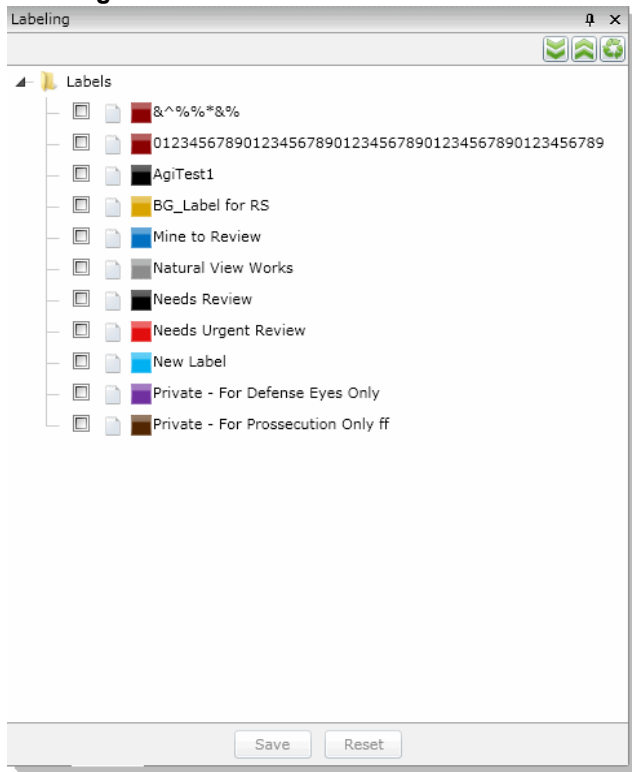 Labeling
Labels
&^%%*&%
01234567890123456789012345678901234567890123456789
AgiTest1
BG_Label for RS
Mine to Review
Natural View Works
Needs Review
Needs Urgent Review
New Label
Private - For Defense Eyes Only
Private - For Prossecution Only ff
Save Reset